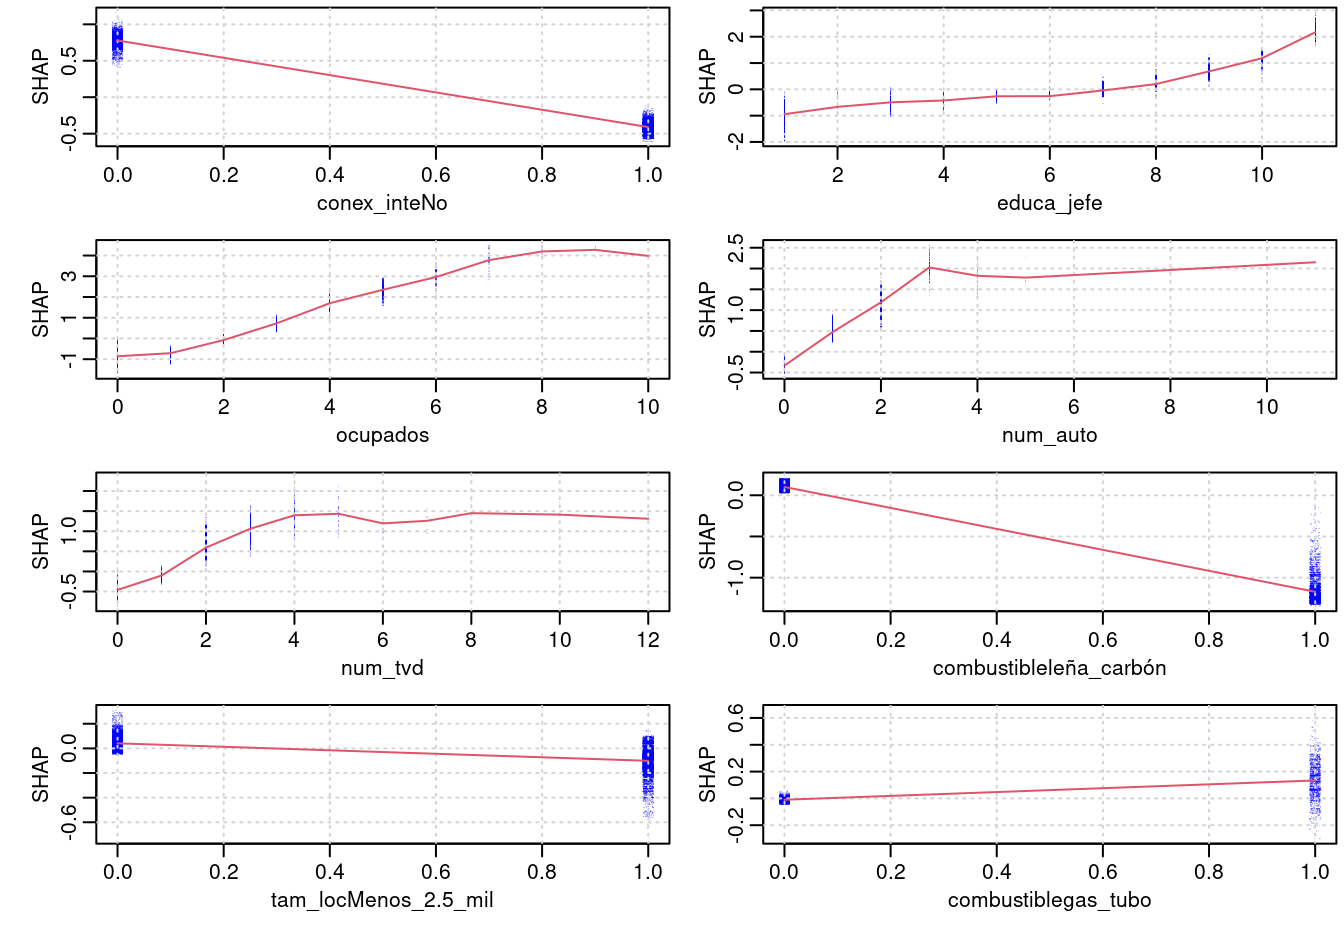 SHAP
0.5
-0.5
0.0 0.2 0.4 0.6 0.8 1.0
conex_inteNo
SHAP
2
0
-2
2 4 6 8 10
educa_jefe
SHAP
3
1
-1
0 2 4 6 8 10
ocupados
SHAP
2.5
1.0
-0.5
0 2 4 6 8 10
num_auto
SHAP
1.0
-0.5
0 2 4 6 8 10 12
num_tvd
SHAP
0.0
-1.0
0.0 0.2 0.4 0.6 0.8 1.0
combustibleleña_carbón
SHAP
0.0
-0.6
0.0 0.2 0.4 0.6 0.8 1.0
tam_locMenos_2.5_mil
SHAP
0.6
0.2
-0.2
0.0 0.2 0.4 0.6 0.8 1.0
combustiblegas_tubo